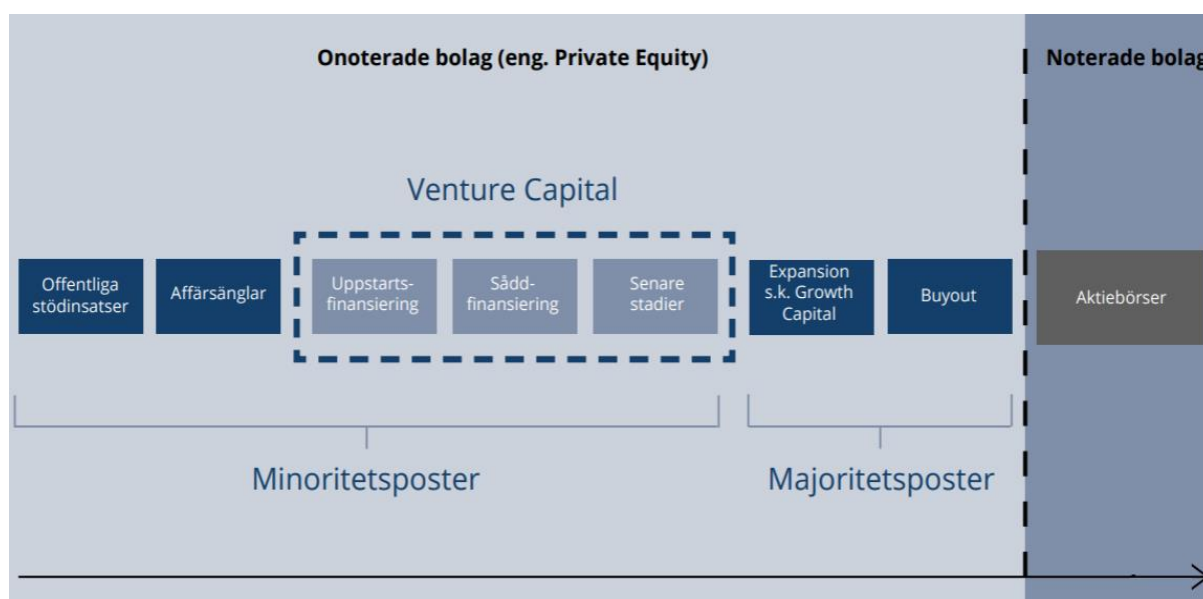 Onoterade bolag (eng. Private Equity)
Noterade bolag
Venture Capital
Offentliga
stödinsatser
Affärsänglar
Uppstarts-
finansiering
Sådd-
finansiering
Senare
stadier
Expansion
s.k. Growth
Capital
Buyout
Aktiebörser
Minoritetsposter
Majoritetsposter